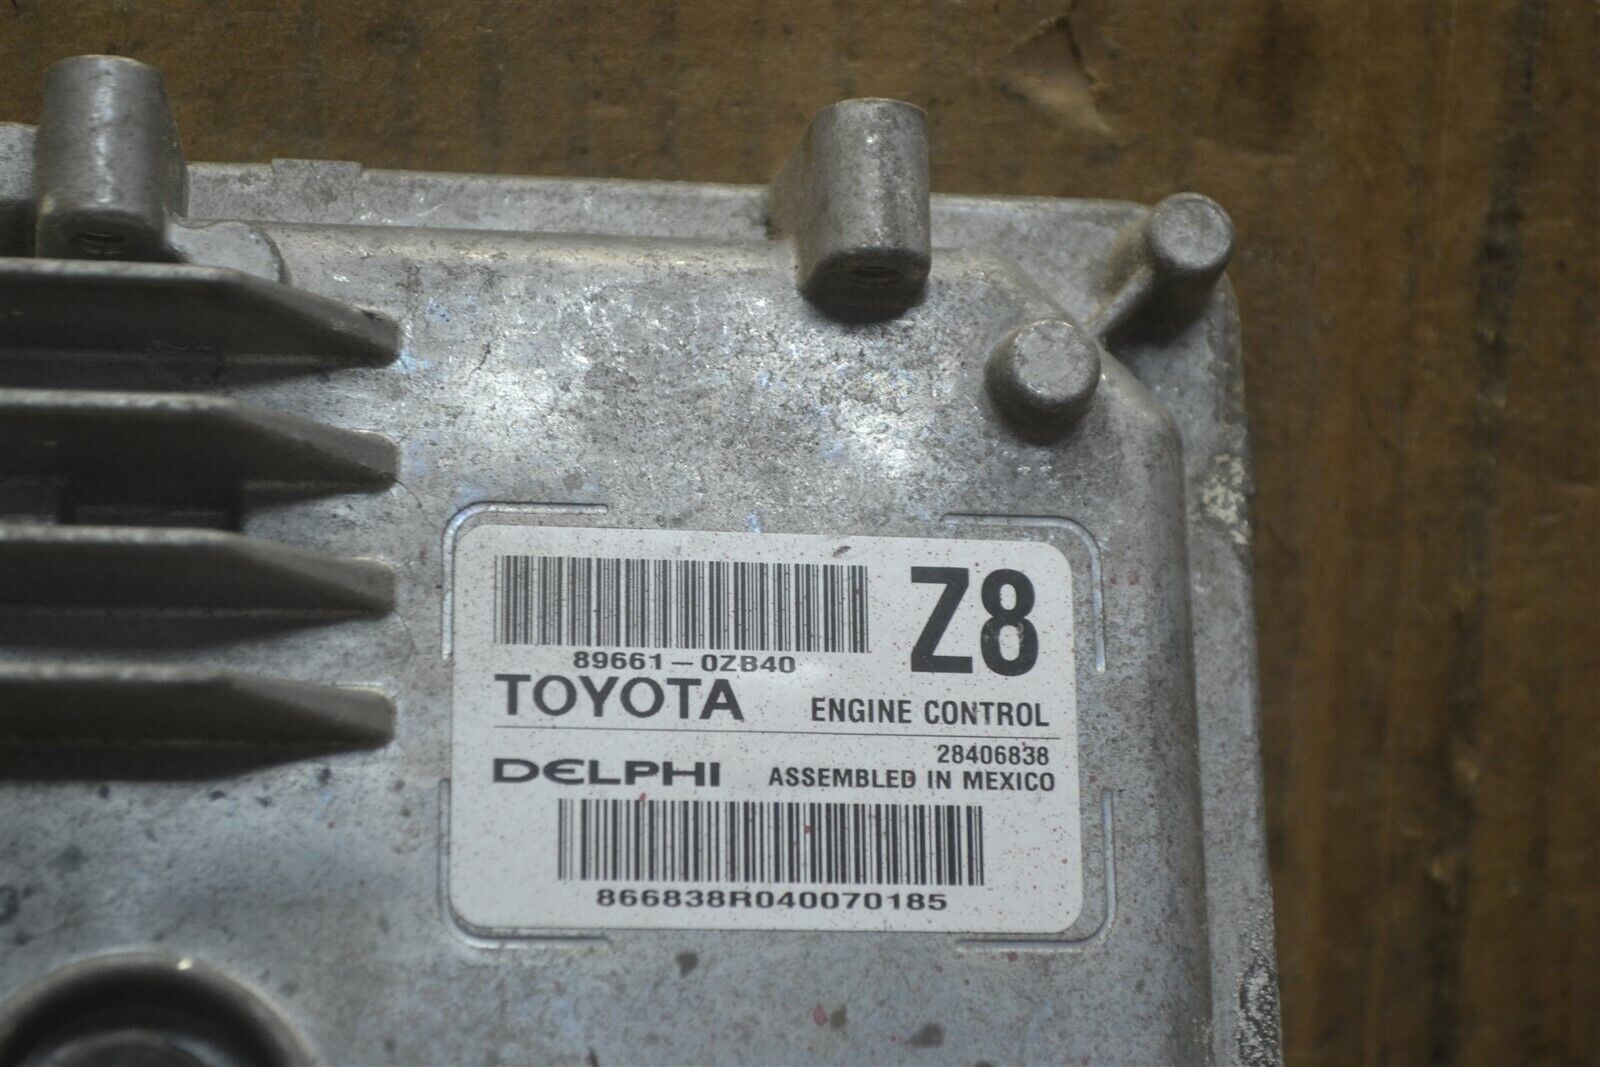 89661-0ZB40
Z8
TOYOTA
ENGINE CONTROL
28406838
DELPHI
ASSEMBLED IN MEXICO
866838R040070185